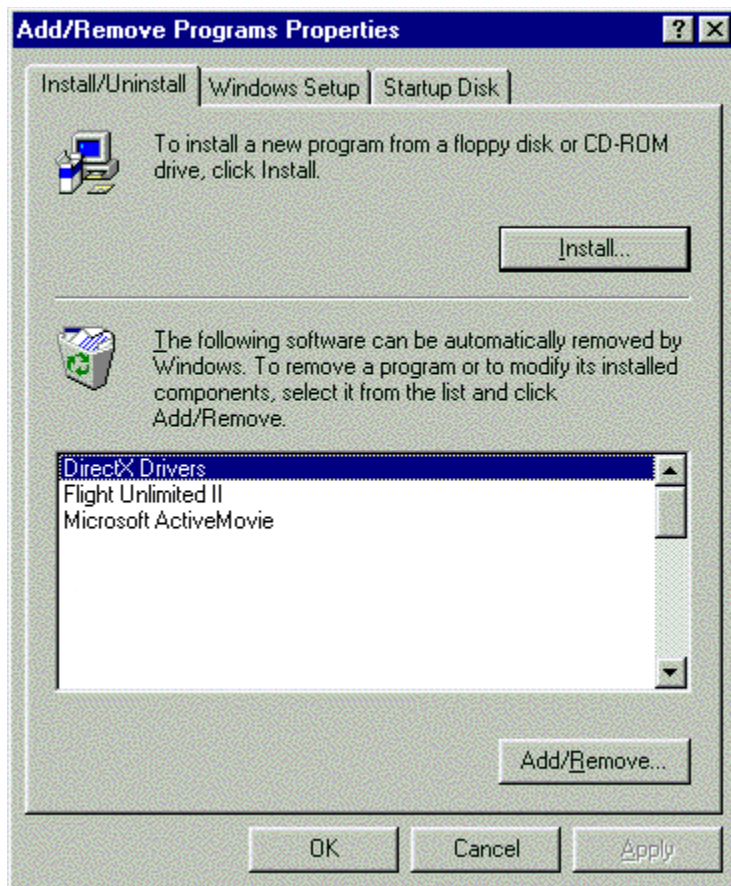 Add/Remove Programs Properties
Install/Uninstall
Windows Setup
Startup Disk
To install a new program from a floppy disk or CD-ROM
drive, click Install.
Install...
The following software can be automatically removed by
Windows. To remove a program or to modify its installed
components, select it from the list and click
Add/Remove.
DirectX Drivers
Flight Unlimited II
Microsoft ActiveMovie
Add/Remove...
OK
Cancel
Apply